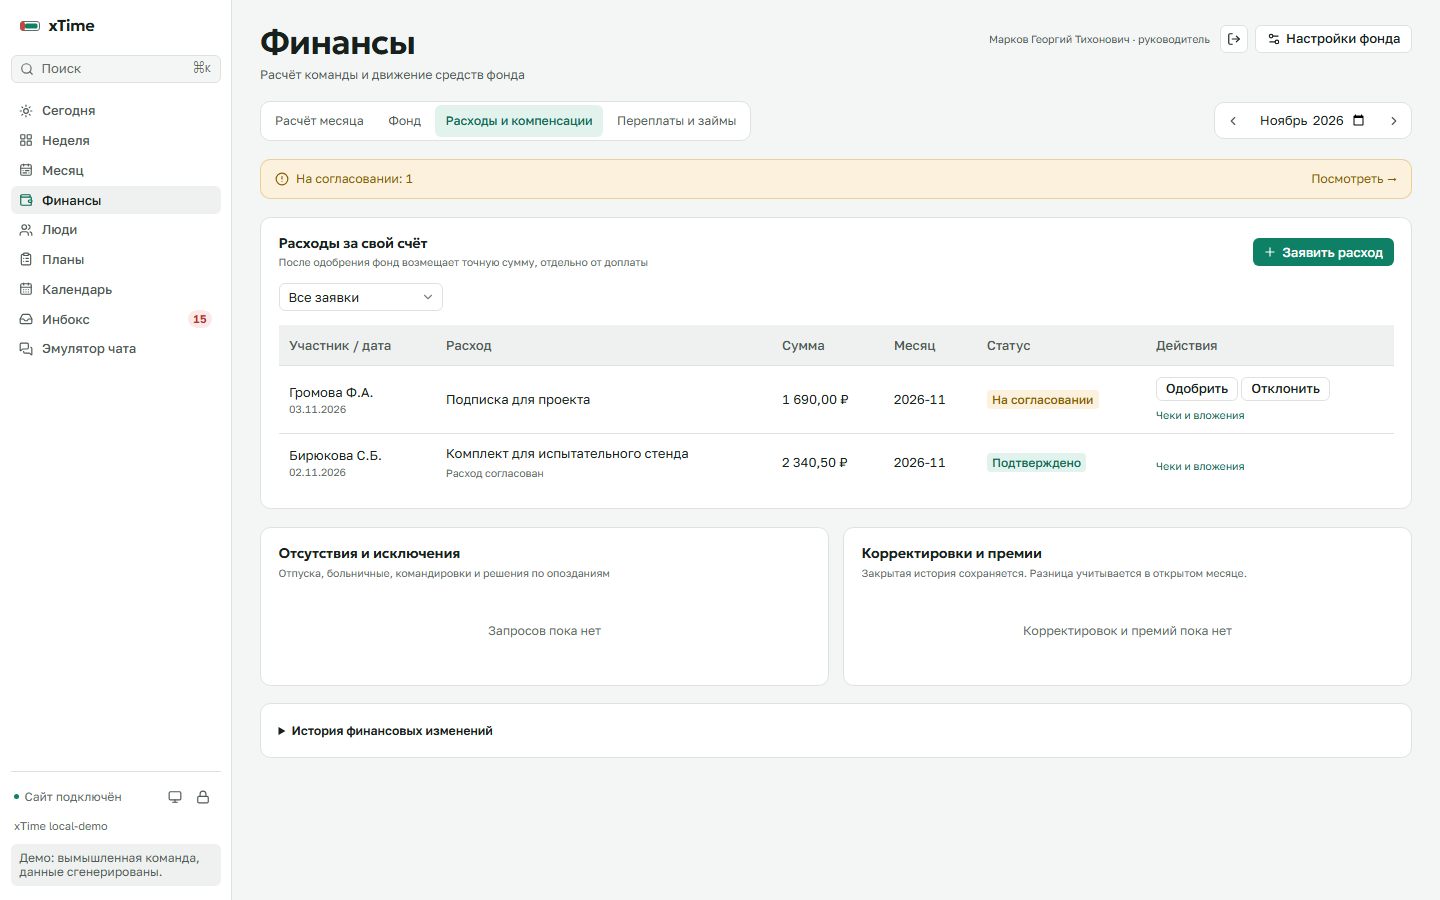 xTime
Поиск
⌘K
Сегодня
Неделя
Месяц
Финансы
Люди
Планы
Календарь
Инбокс
15
Эмулятор чата
Сайт подключён
xTime local-demo
Демо: вымышленная команда,
данные сгенерированы.
Финансы
Расчёт команды и движение средств фонда
Марков Георгий Тихонович · руководитель
Настройки фонда
Расчёт месяца
Фонд
Расходы и компенсации
Переплаты и займы
Ноябрь 2026
На согласовании: 1
Посмотреть →
Расходы за свой счёт
После одобрения фонд возмещает точную сумму, отдельно от доплаты
Заявить расход
Все заявки
Участник / дата
Расход
Сумма
Месяц
Статус
Действия
Громова Ф.А.
03.11.2026
Подписка для проекта
1 690,00 ₽
2026-11
На согласовании
Одобрить
Отклонить
Чеки и вложения
Бирюкова С.Б.
02.11.2026
Комплект для испытательного стенда
Расход согласован
2 340,50 ₽
2026-11
Подтверждено
Чеки и вложения
Отсутствия и исключения
Отпуска, больничные, командировки и решения по опозданиям
Запросов пока нет
Корректировки и премии
Закрытая история сохраняется. Разница учитывается в открытом месяце.
Корректировок и премий пока нет
История финансовых изменений